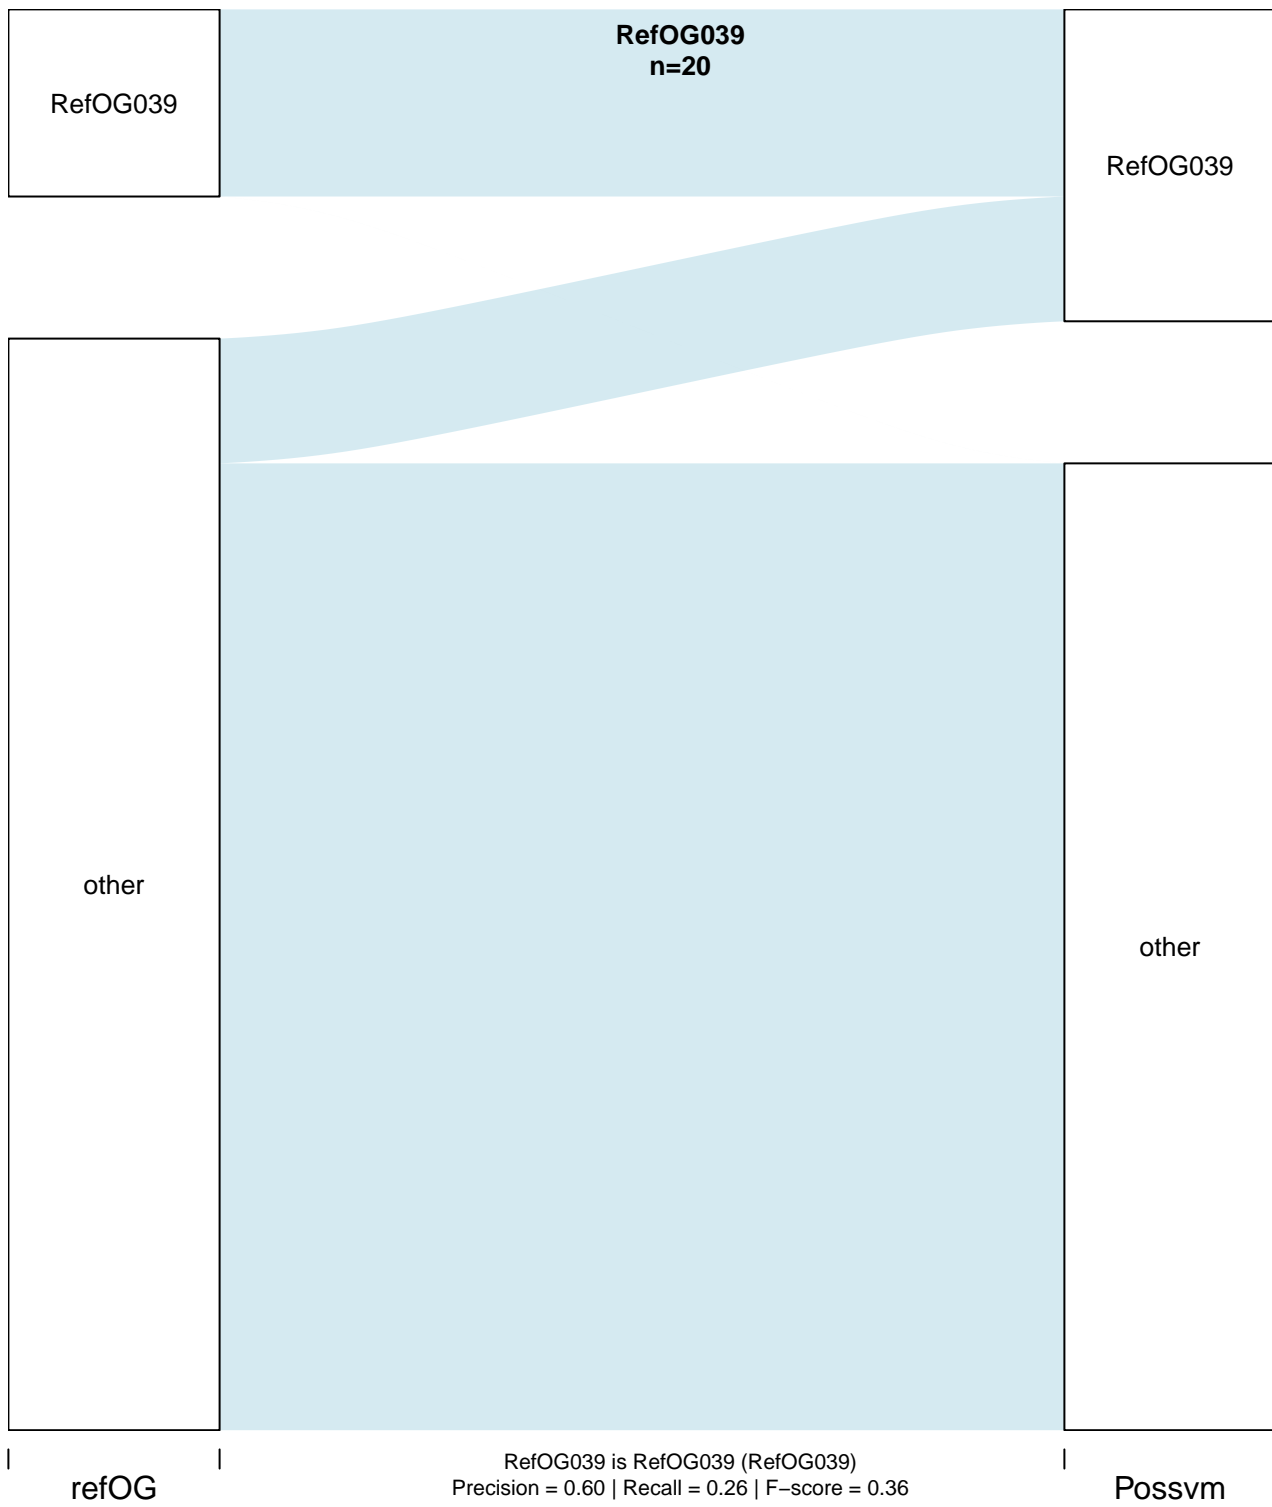 RefOG039
n=20
RefOG039
RefOG039
other
other
RefOG039 is RefOG039 (RefOG039)
Precision = 0.60 | Recall = 0.26 | F−score = 0.36
refOG
Possvm